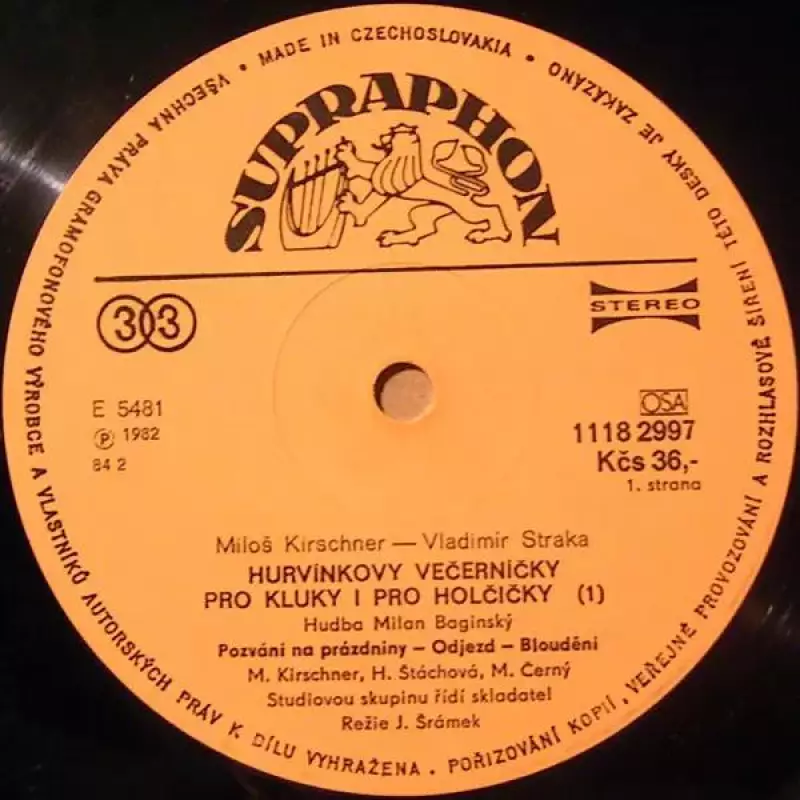 • MADE IN CZECHOSLOVAKIA •
VŠECHNA PRÁVA GRAMOFONOVÉHO VÝROBCE A VLASTNÍKŮ AUTORSKÝCH PRÁV K DÍLU VYHRAŽENA. POŘIZOVÁNÍ KOPIÍ, VEŘEJNÉ PROVOZOVÁNÍ A ROZHLASOVÉ ŠÍŘENÍ TÉTO DESKY JE ZAKÁZÁNO
SUPRAPHON
33
STEREO
E 5481
Ⓟ 1982
84 2
OSA
1118 2997
Kčs 36,-
1. strana
Miloš Kirschner — Vladimír Straka
HURVÍNKOVY VEČERNÍČKY
PRO KLUKY I PRO HOLČIČKY (1)
Hudba Milan Baginský
Pozvání na prázdniny – Odjezd – Bloudění
M. Kirschner, H. Štáchová, M. Černý
Studiovou skupinu řídí skladatel
Režie J. Šrámek